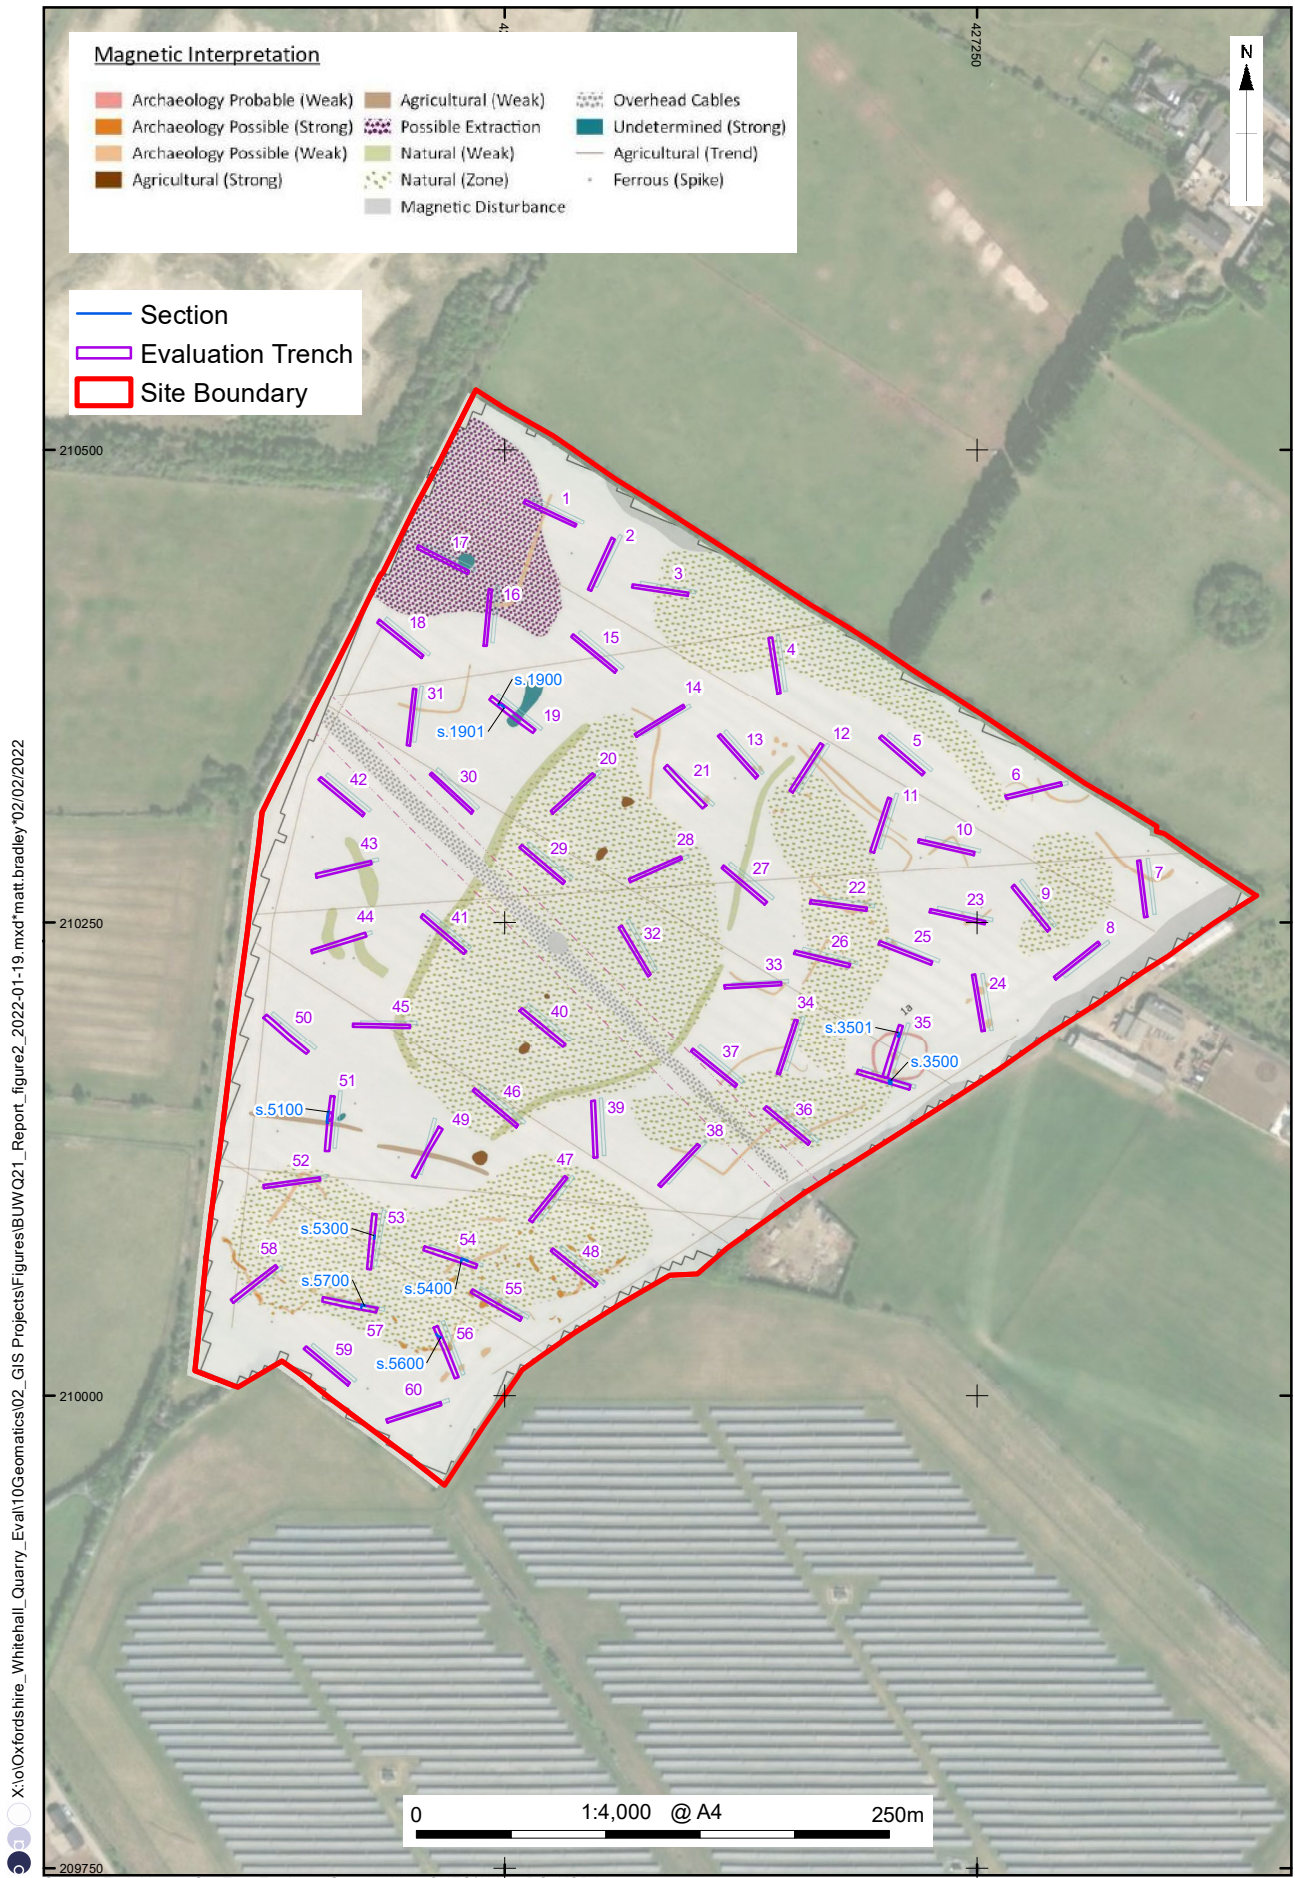 427250
N
Magnetic Interpretation
Archaeology Probable (Weak)
Archaeology Possible (Strong)
Archaeology Possible (Weak)
Agricultural (Strong)
Agricultural (Weak)
Possible Extraction
Natural (Weak)
Natural (Zone)
Magnetic Disturbance
Overhead Cables
Undetermined (Strong)
Agricultural (Trend)
Ferrous (Spike)
Section
Evaluation Trench
Site Boundary
210500
1
2
17
3
16
18
15
4
s.1900
31
14
19
s.1901
13
12
5
20
21
6
42
30
11
10
43
29
28
27
7
22
9
23
44
41
32
26
25
8
33
24
210250
45
40
34
1a
50
35
s.3501
s.3500
37
51
46
s.5100
49
39
36
38
52
47
53
s.5300
54
48
58
s.5700
s.5400
55
57
56
59
s.5600
60
210000
0
1:4,000 @ A4
250m
209750
X:\o\Oxfordshire_Whitehall_Quarry_Eval\10Geomatics\02_GIS Projects\Figures\BUWQ21_Report_figure2_2022-01-19.mxd*matt.bradley*02/02/2022
o a